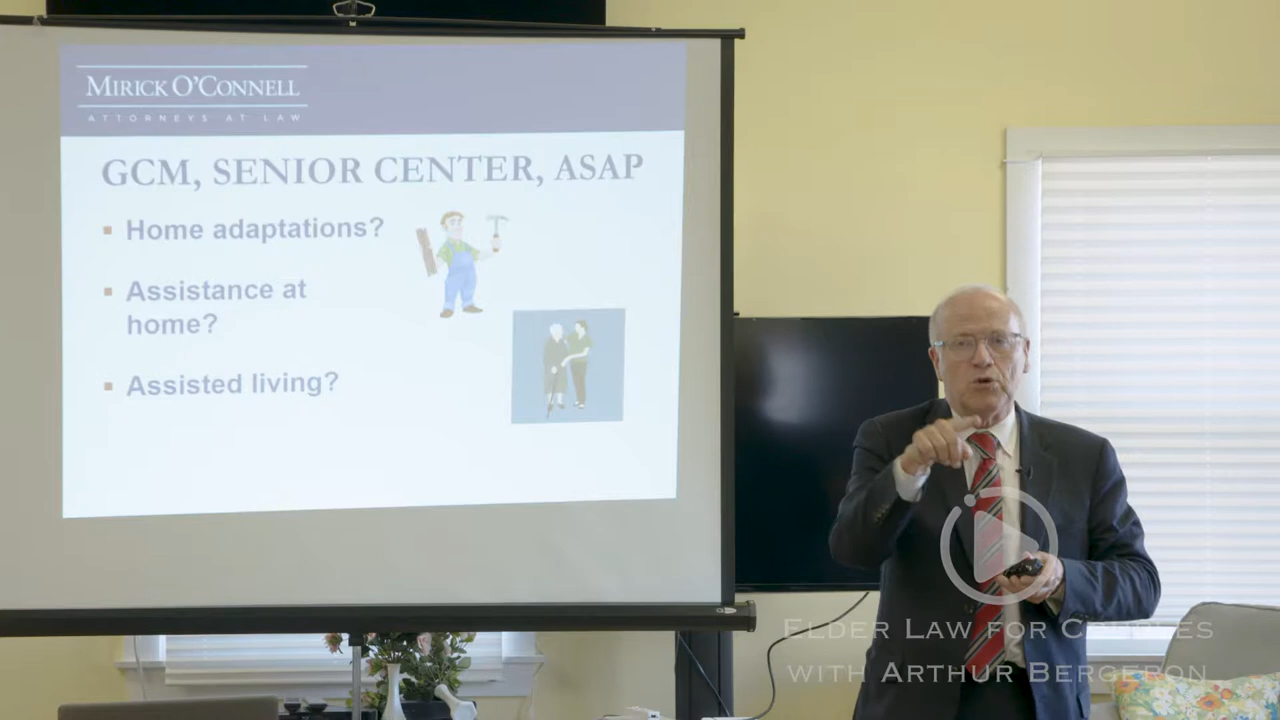 MIRICK O'CONNELL
ATTORNEYS AT LAW
GCM, SENIOR CENTER, ASAP
Home adaptations?
Assistance at
home?
Assisted living?
ELDER LAW FOR COUPLES
WITH ARTHUR BERGERON